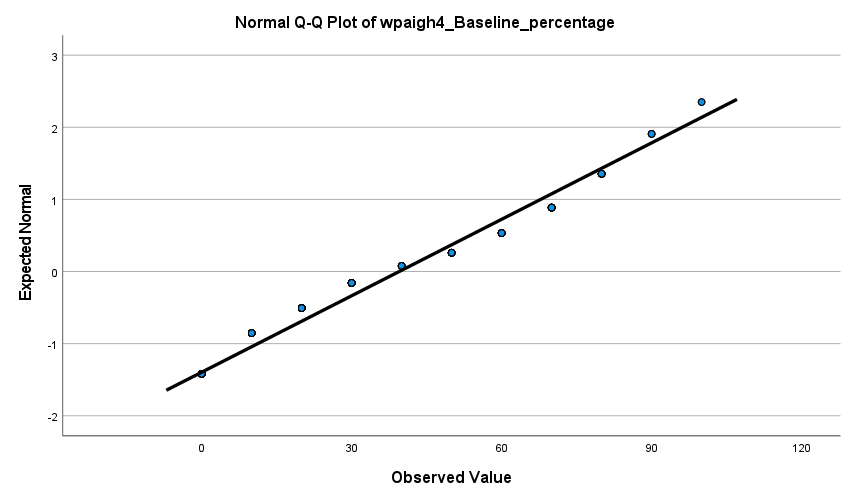 Normal Q-Q Plot of wpaigh4_Baseline_percentage
3
2
1
0
-1
-2
Expected Normal
0 30 60 90 120
Observed Value